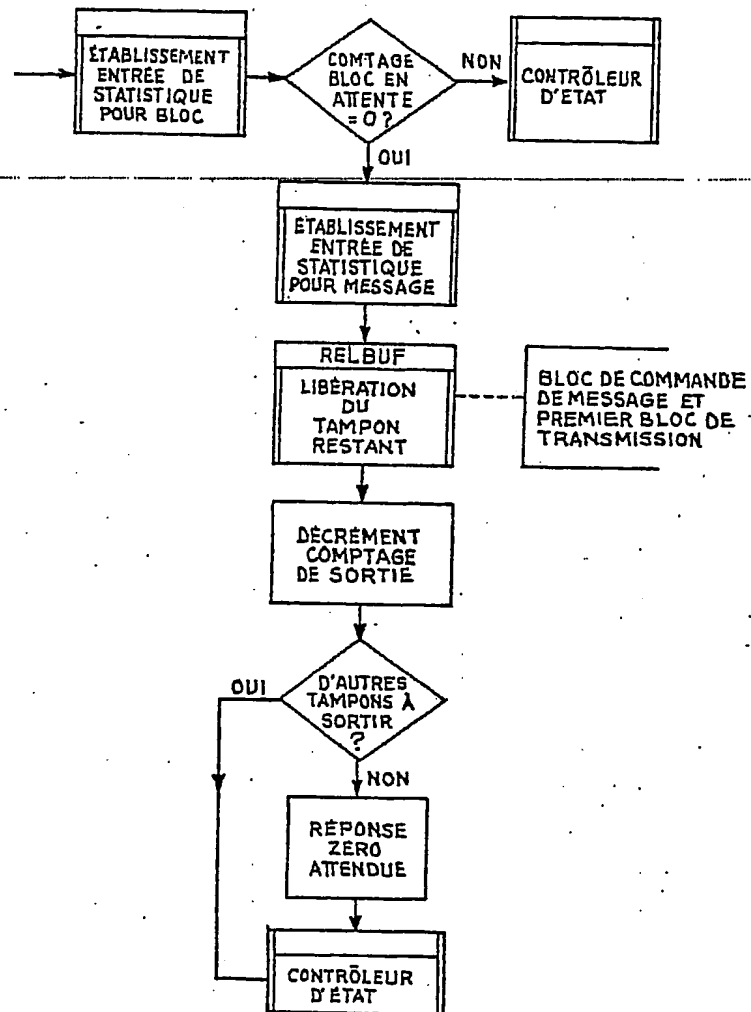 ÉTABLISSEMENT
ENTRÉE DE
STATISTIQUE
POUR BLOC
COMTAGE
BLOC EN
ATTENTE
=0?
NON
CONTRÔLEUR
D'ETAT
OUI
ÉTABLISSEMENT
ENTRÉE DE
STATISTIQUE
POUR MESSAGE
RELBUF
LIBÉRATION
DU
TAMPON
RESTANT
BLOC DE COMMANDE
DE MESSAGE ET
PREMIER BLOC DE
TRANSMISSION
DÉCRÉMENT
COMPTAGE
DE SORTIE
D'AUTRES
TAMPONS À
SORTIR
?
OUI
NON
RÉPONSE
ZÉRO
ATTENDUE
CONTRÔLEUR
D'ÉTAT